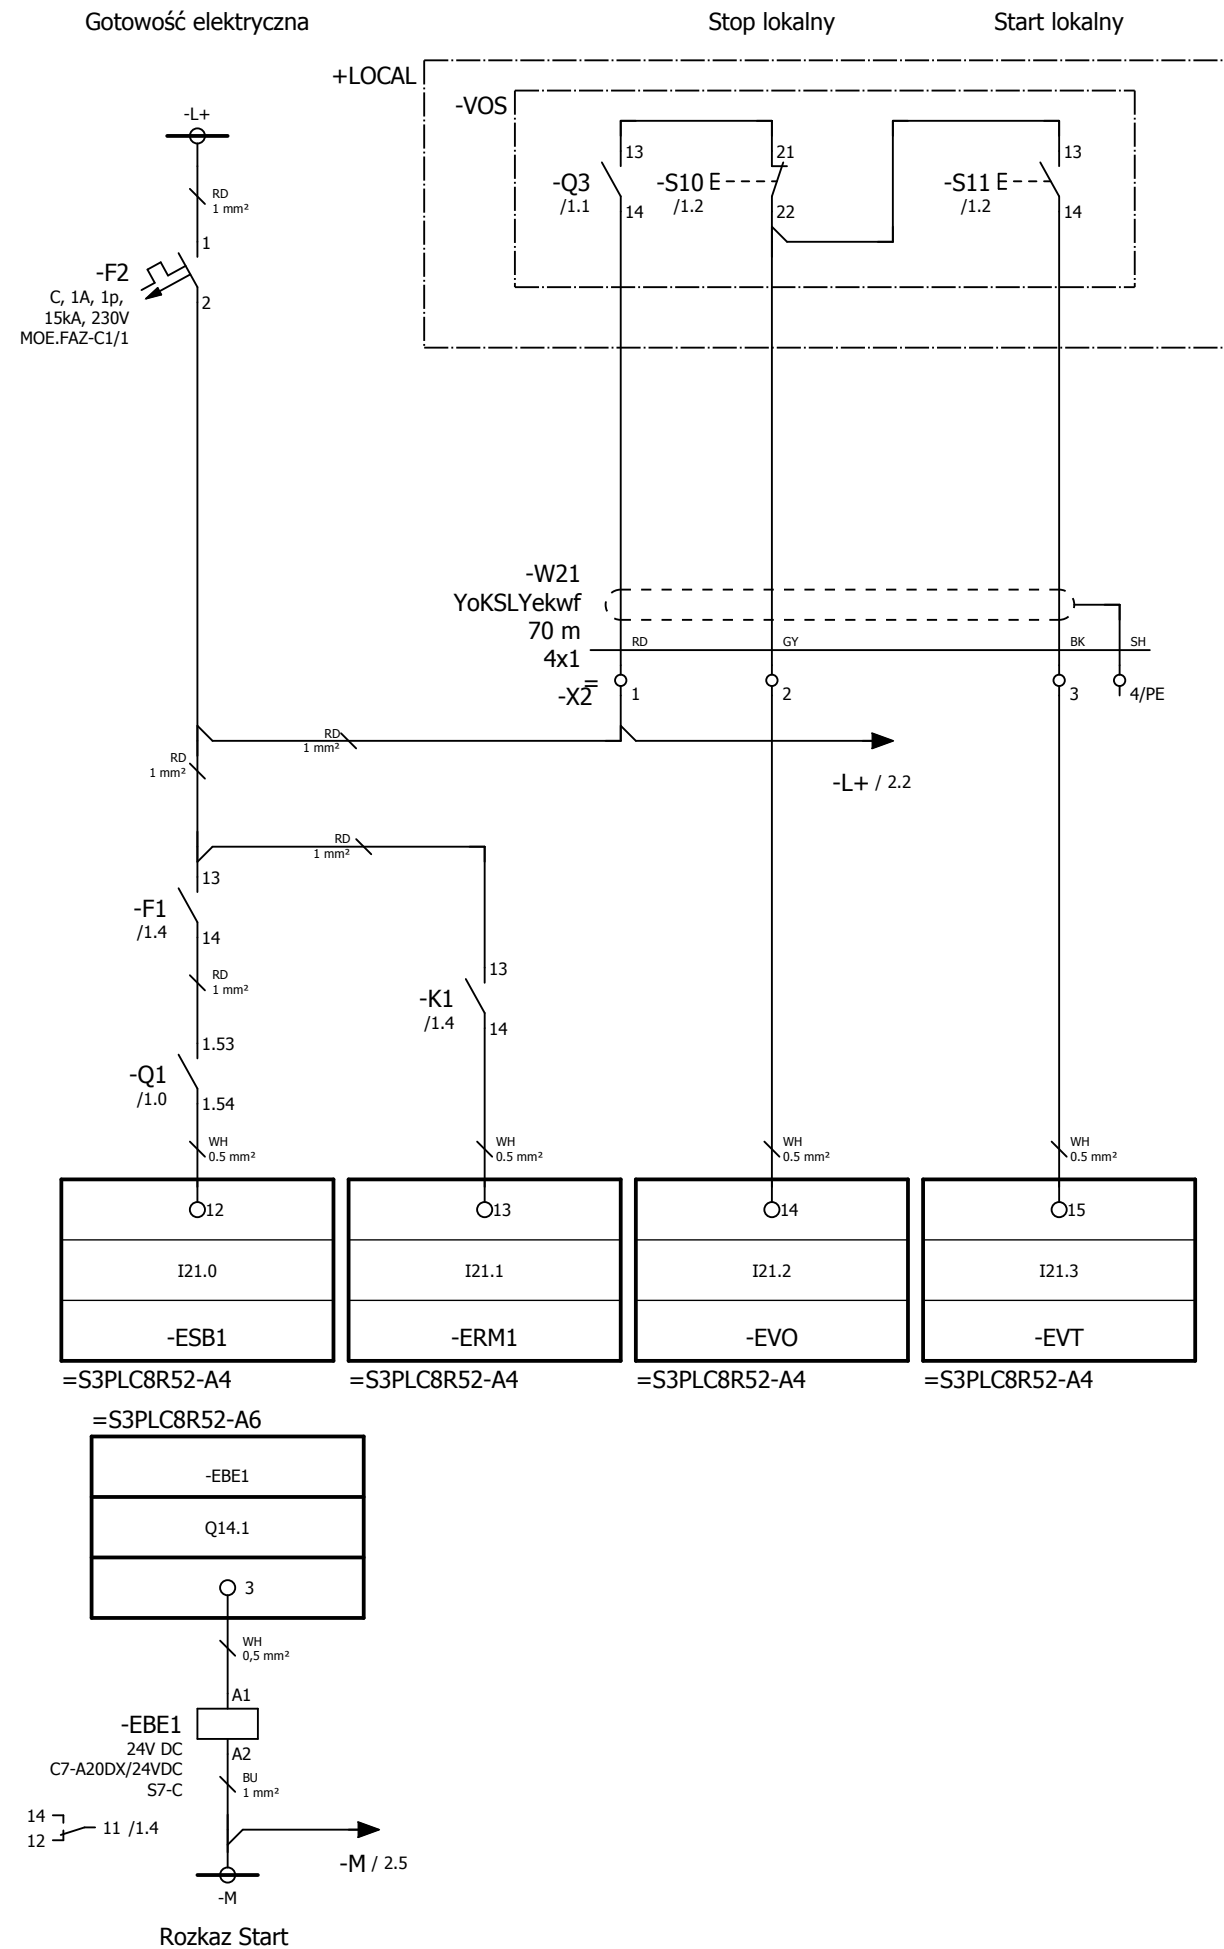 Gotowość elektryczna
Stop lokalny
Start lokalny
+LOCAL
-VOS
-L+
RD
1 mm²
1
-F2
C, 1A, 1p,
15kA, 230V
MOE.FAZ-C1/1
2
13
-Q3
/1.1
14
21
-S10 E
/1.2
22
13
-S11 E
/1.2
14
-W21
YoKSLYekwf
70 m
4x1
RD
GY
BK
SH
-X2
=
1
2
3
4/PE
RD
1 mm²
-L+ / 2.2
RD
1 mm²
RD
1 mm²
13
-F1
/1.4
14
RD
1 mm²
13
-K1
/1.4
14
1.53
-Q1
/1.0
1.54
WH
0.5 mm²
WH
0.5 mm²
WH
0.5 mm²
WH
0.5 mm²
12
13
14
15
I21.0
I21.1
I21.2
I21.3
-ESB1
-ERM1
-EVO
-EVT
=S3PLC8R52-A4
=S3PLC8R52-A4
=S3PLC8R52-A4
=S3PLC8R52-A4
=S3PLC8R52-A6
-EBE1
Q14.1
3
WH
0,5 mm²
A1
-EBE1
24V DC
C7-A20DX/24VDC
S7-C
A2
BU
1 mm²
14
12
11 /1.4
-M / 2.5
-M
Rozkaz Start